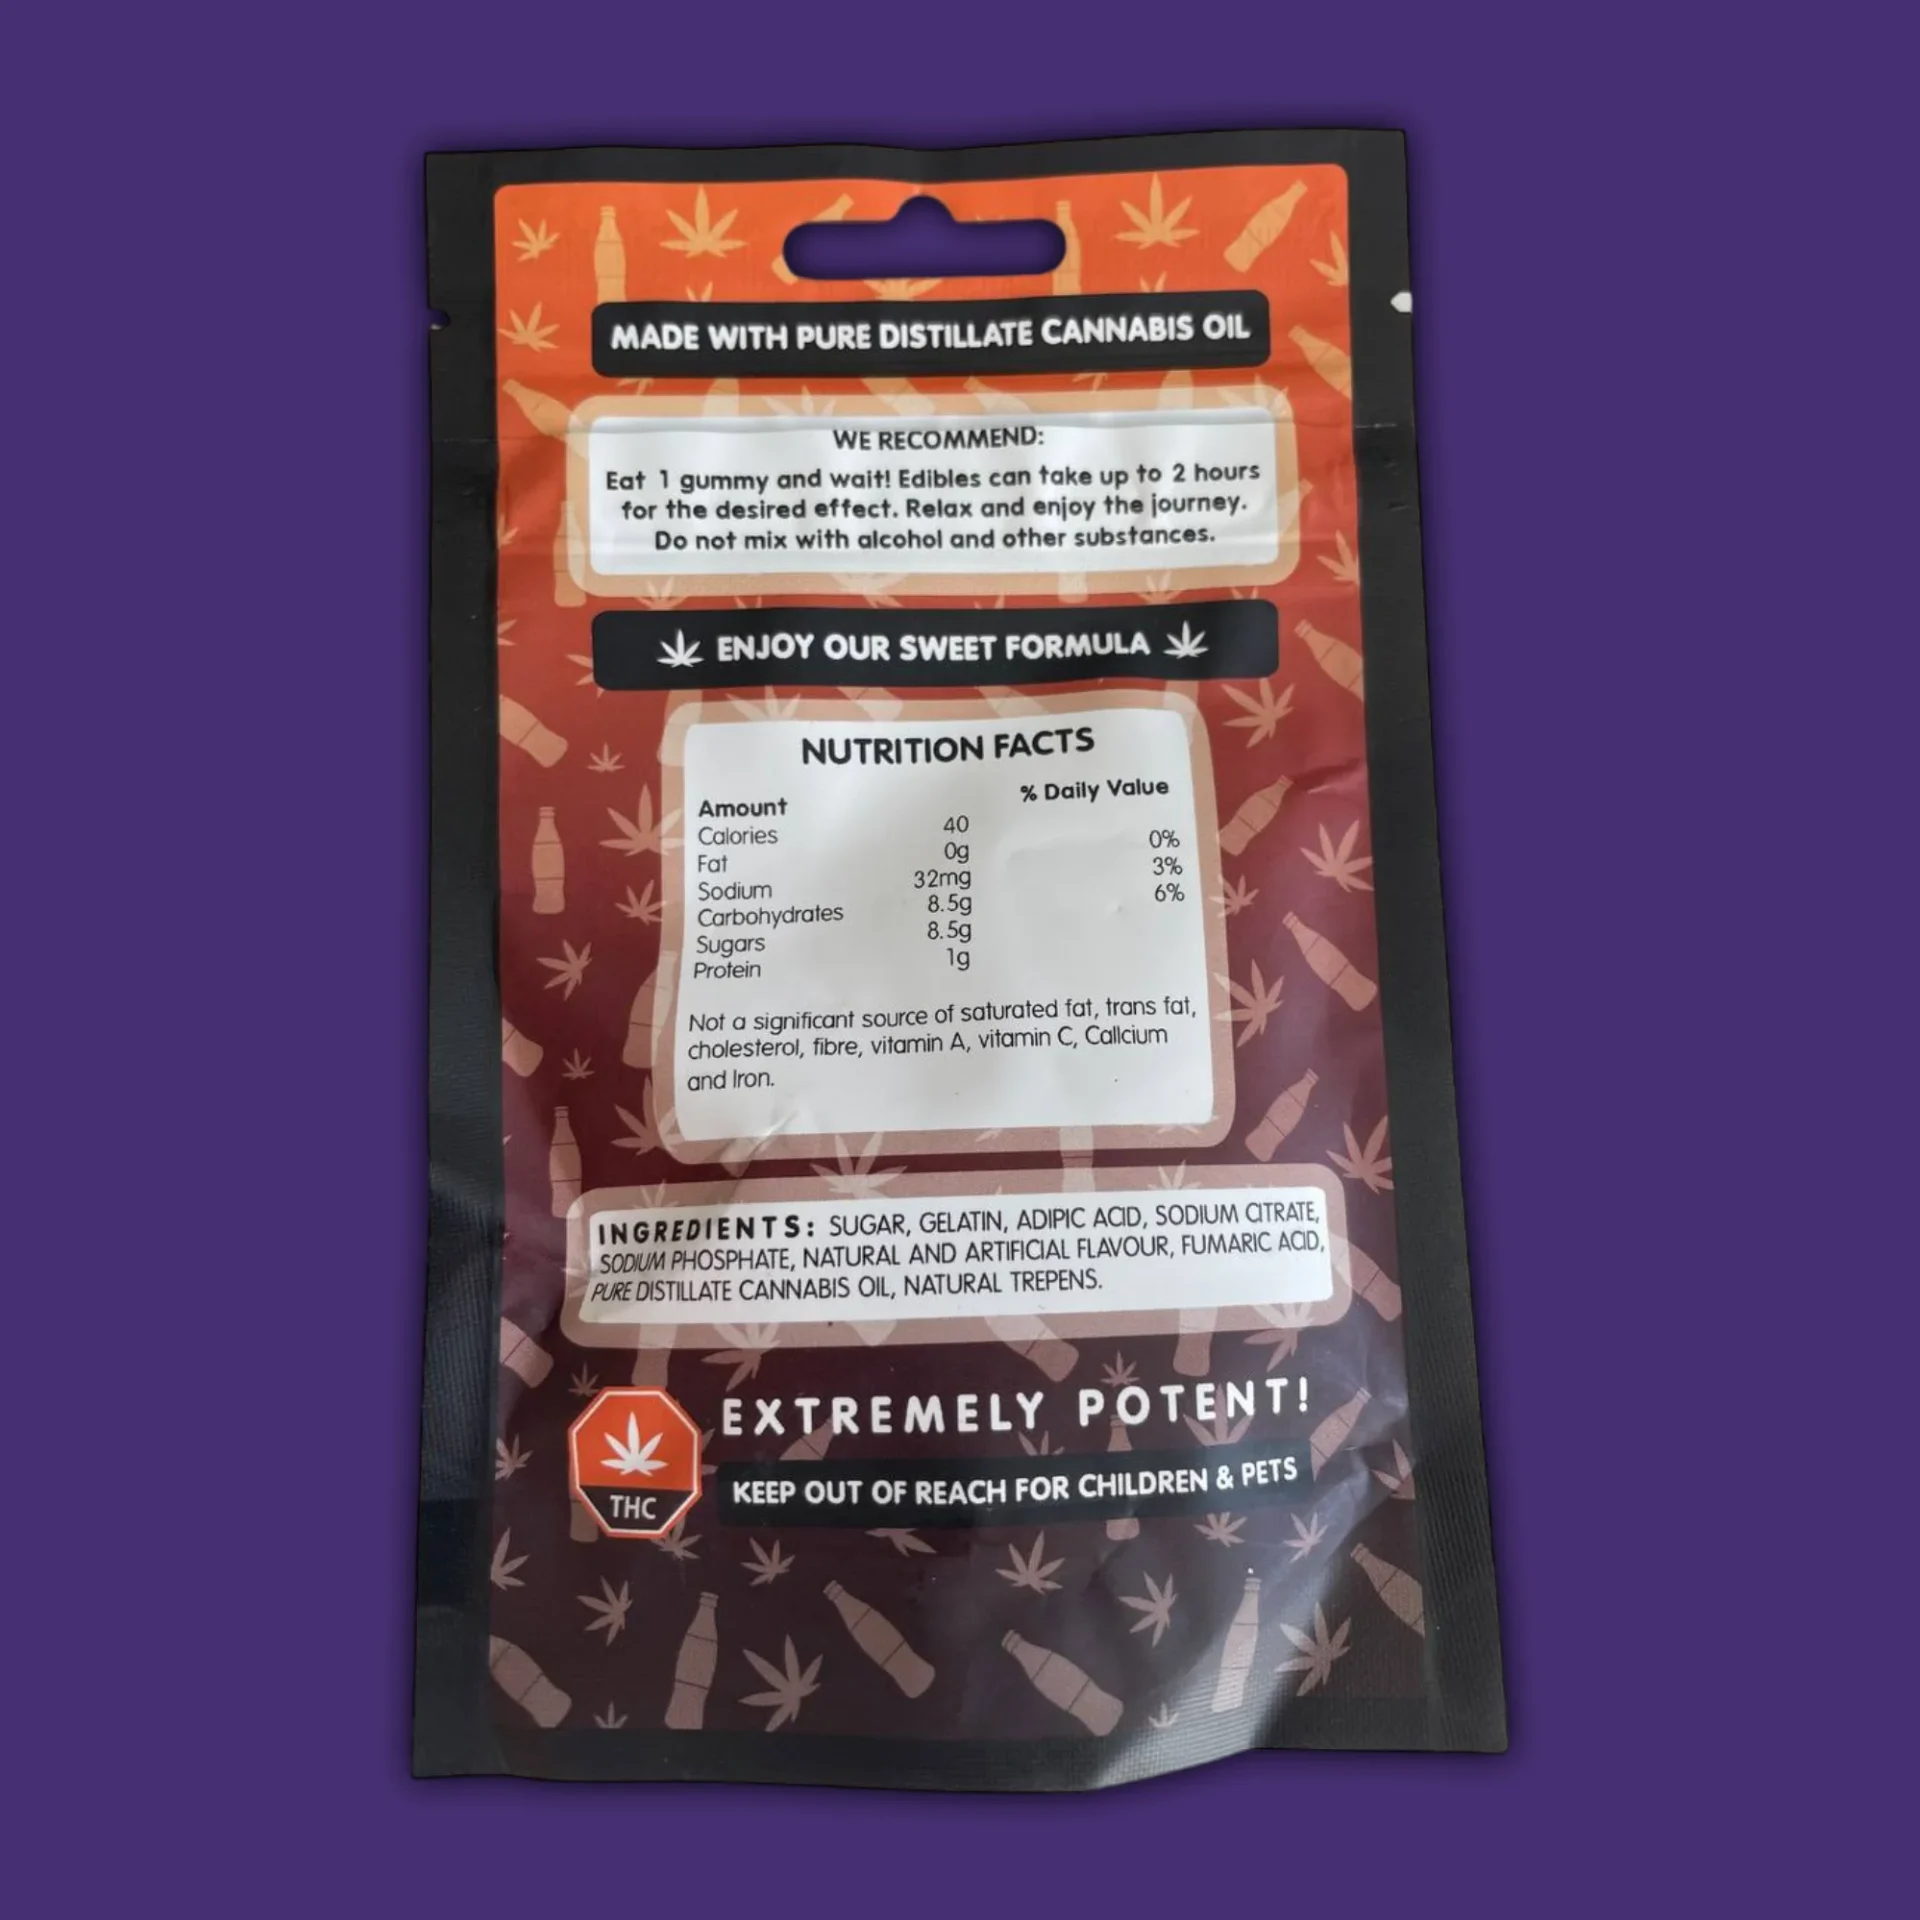 MADE WITH PURE DISTILLATE CANNABIS OIL
WE RECOMMEND:
Eat 1 gummy and wait! Edibles can take up to 2 hours
for the desired effect. Relax and enjoy the journey.
Do not mix with alcohol and other substances.
ENJOY OUR SWEET FORMULA
NUTRITION FACTS
Amount % Daily Value
Calories 40
Fat 0g 0%
Sodium 32mg 3%
Carbohydrates 8.5g 6%
Sugars 8.5g
Protein 1g
Not a significant source of saturated fat, trans fat,
cholesterol, fibre, vitamin A, vitamin C, Callcium
and Iron.
INGREDIENTS: SUGAR, GELATIN, ADIPIC ACID, SODIUM CITRATE,
SODIUM PHOSPHATE, NATURAL AND ARTIFICIAL FLAVOUR, FUMARIC ACID,
PURE DISTILLATE CANNABIS OIL, NATURAL TREPENS.
EXTREMELY POTENT!
KEEP OUT OF REACH FOR CHILDREN & PETS
THC